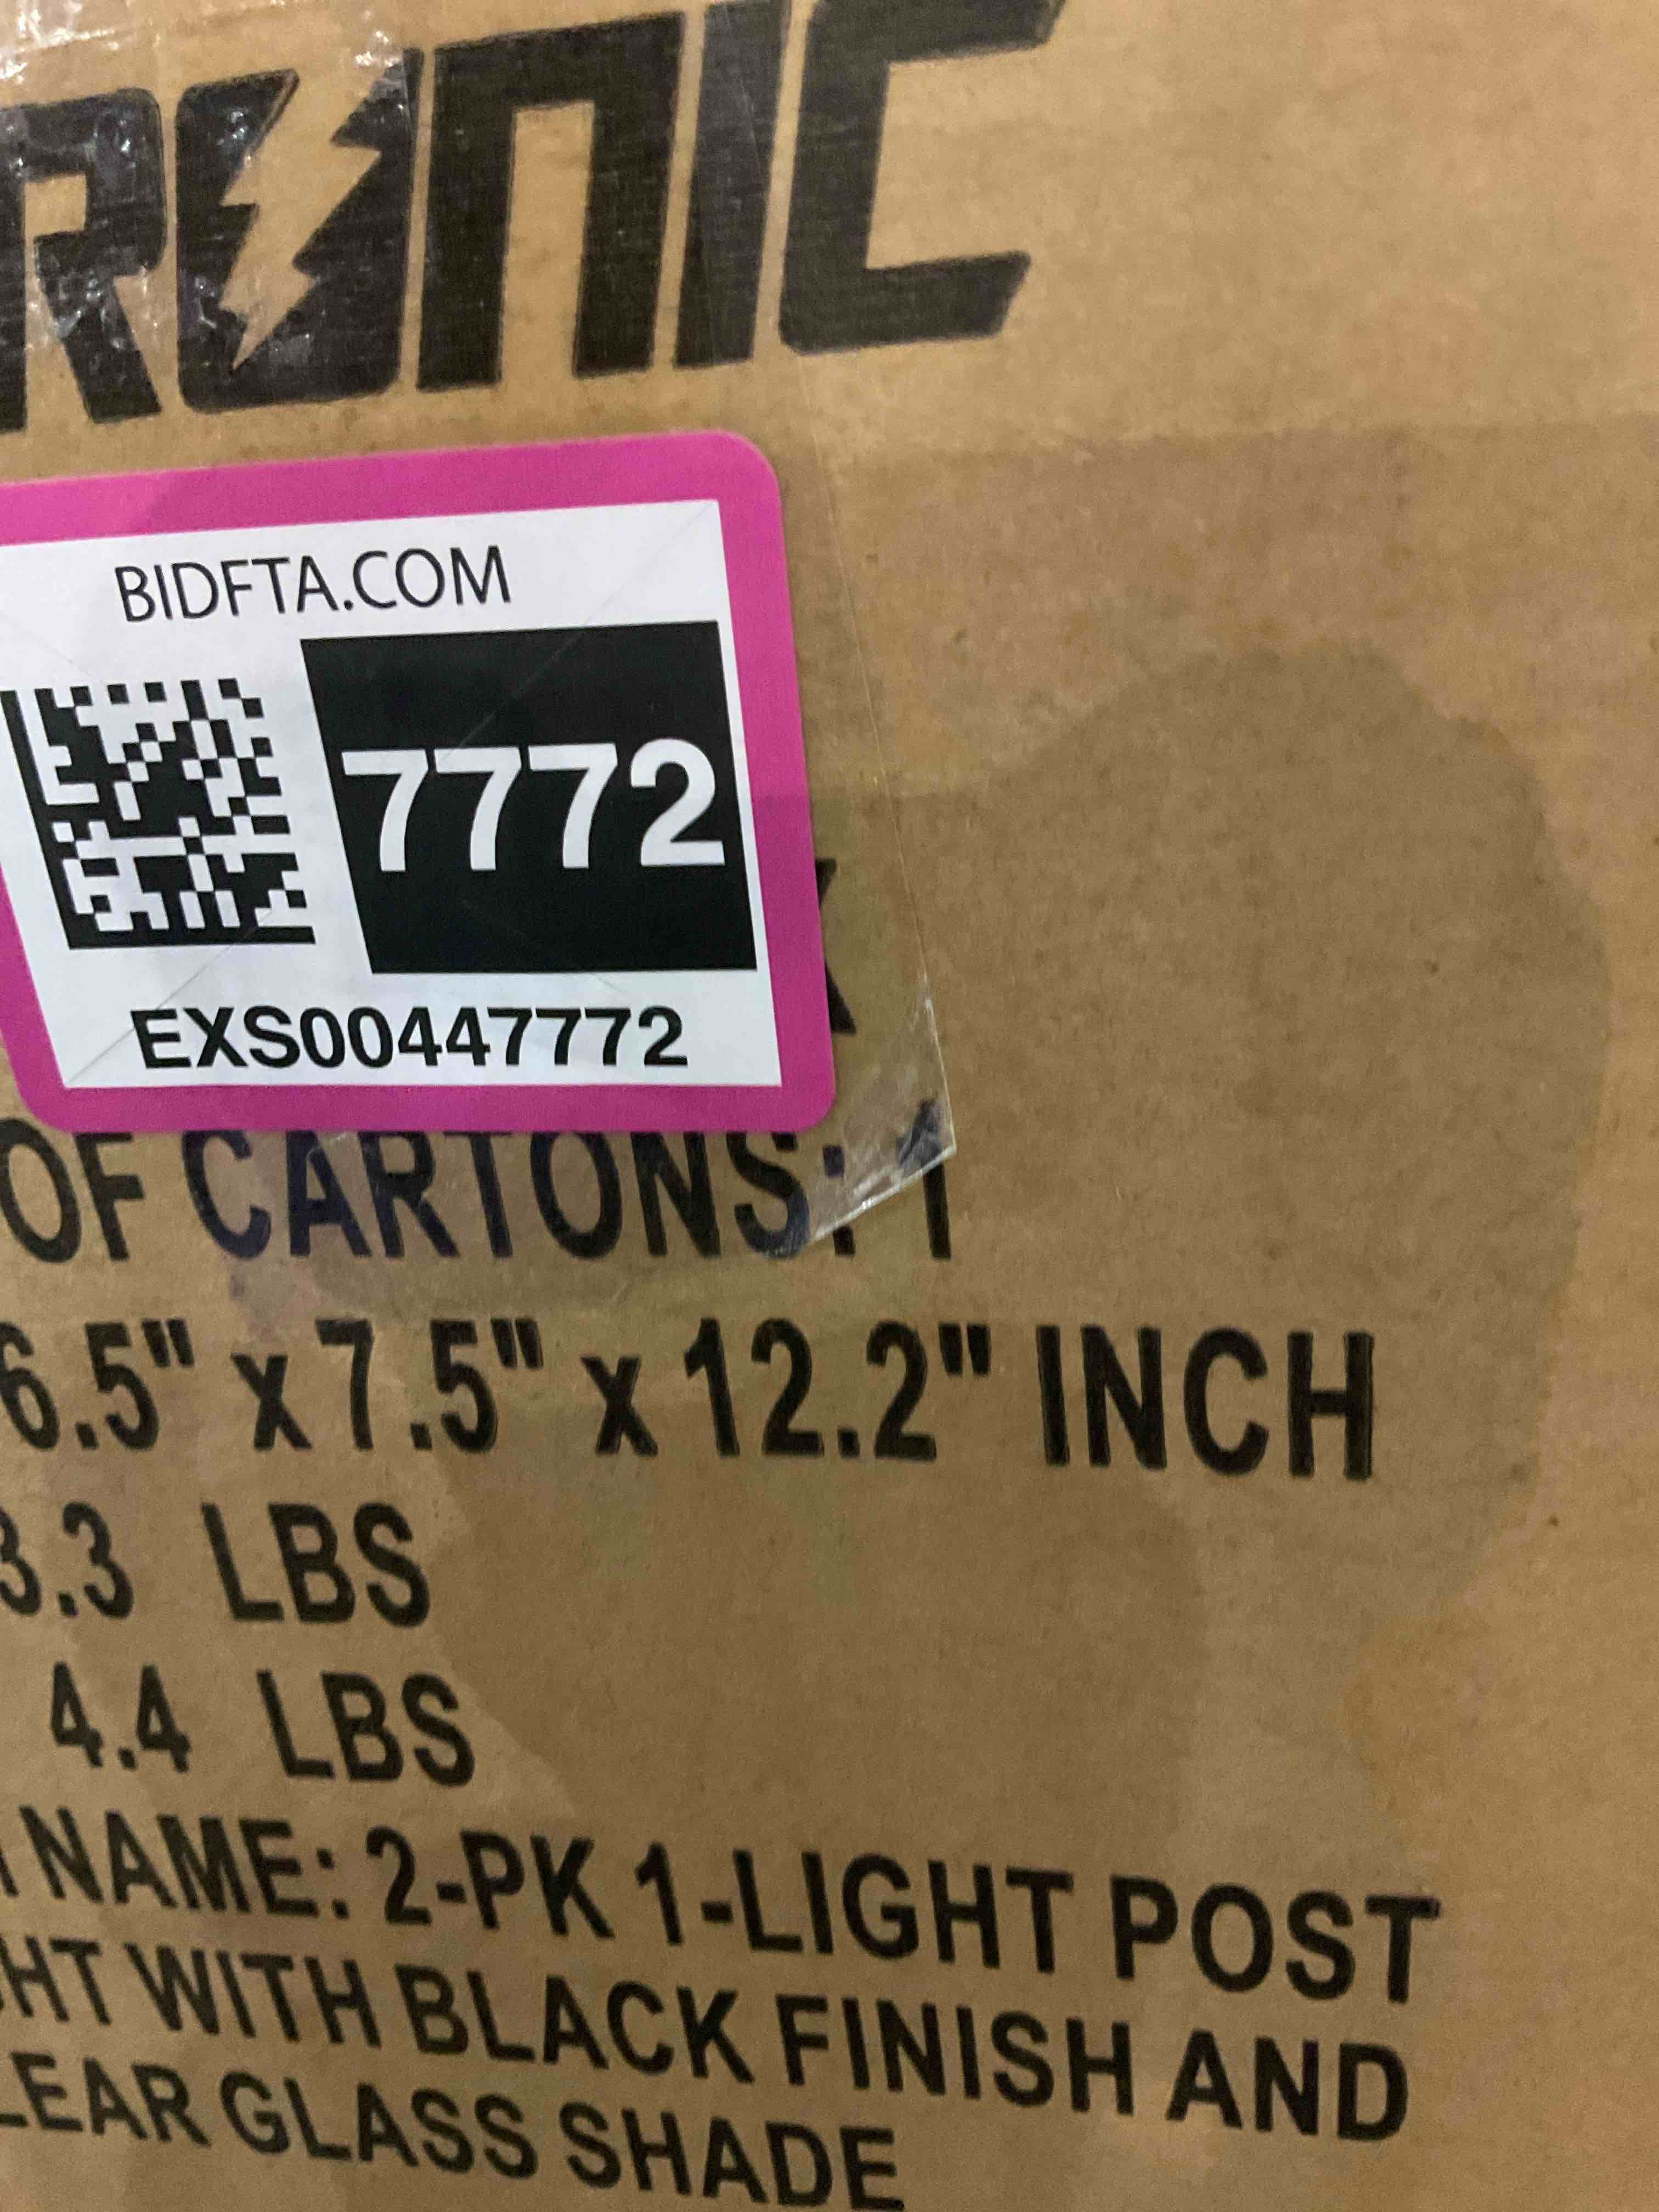 RONIC
BIDFTA.COM
7772
EXS00447772
OF CARTONS: 1
6.5" x 7.5" x 12.2" INCH
3.3 LBS
4.4 LBS
NAME: 2-PK 1-LIGHT POST
HT WITH BLACK FINISH AND
LEAR GLASS SHADE